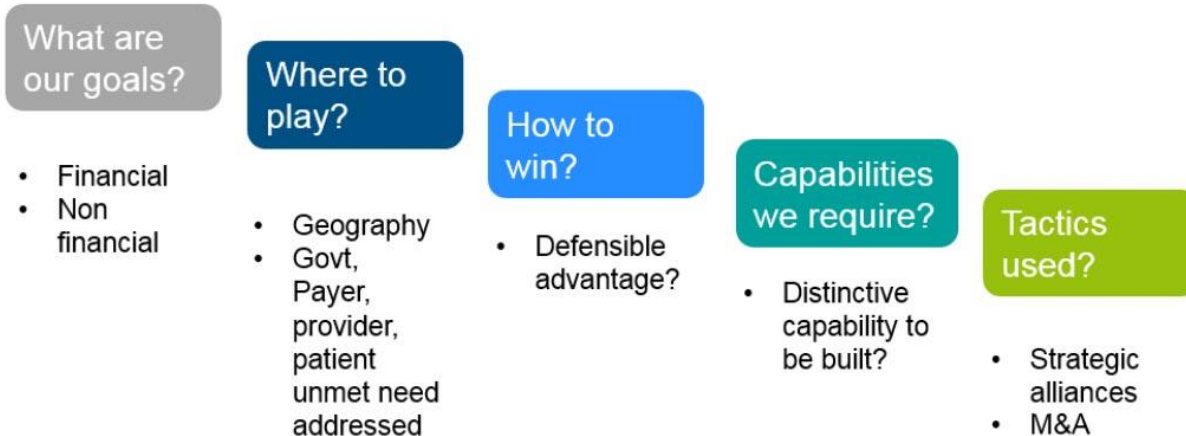 What are
our goals?
• Financial
• Non
financial
Where to
play?
• Geography
• Govt,
Payer,
provider,
patient
unmet need
addressed
How to
win?
• Defensible
advantage?
Capabilities
we require?
• Distinctive
capability to
be built?
Tactics
used?
• Strategic
alliances
• M&A